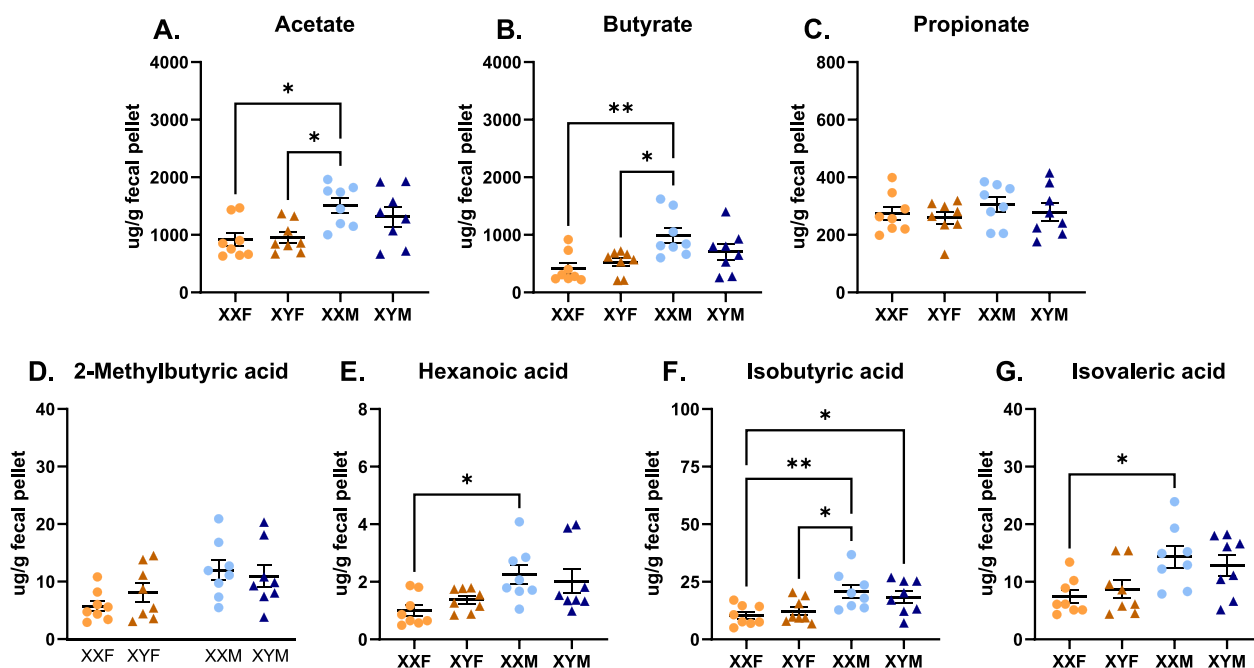 A. Acetate
ug/g fecal pellet
4000
3000
2000
1000
0
*
*
XXF XYF XXM XYM
B. Butyrate
ug/g fecal pellet
4000
3000
2000
1000
0
**
*
XXF XYF XXM XYM
C. Propionate
ug/g fecal pellet
800
600
400
200
0
XXF XYF XXM XYM
D. 2-Methylbutyric acid
ug/g fecal pellet
40
30
20
10
0
XXF XYF XXM XYM
E. Hexanoic acid
ug/g fecal pellet
8
6
4
2
0
*
XXF XYF XXM XYM
F. Isobutyric acid
ug/g fecal pellet
100
75
50
25
0
*
**
*
XXF XYF XXM XYM
G. Isovaleric acid
ug/g fecal pellet
40
30
20
10
0
*
XXF XYF XXM XYM